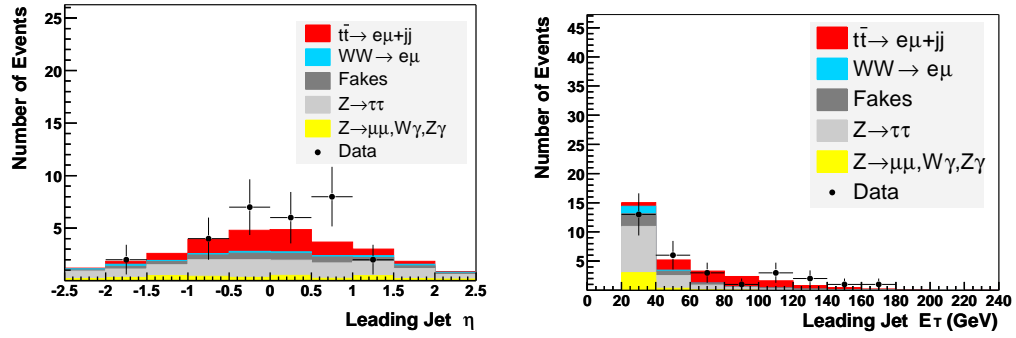 Number of Events
25
20
15
10
5
tt̄→ eμ+jj
WW→ eμ
Fakes
Z→ττ
Z→μμ,Wγ,Zγ
Data
-2.5 -2 -1.5 -1 -0.5 -0 0.5 1 1.5 2 2.5
Leading Jet η
Number of Events
45
40
35
30
25
20
15
10
5
tt̄→ eμ+jj
WW→ eμ
Fakes
Z→ττ
Z→μμ,Wγ,Zγ
Data
0 20 40 60 80 100 120 140 160 180 200 220 240
Leading Jet ET (GeV)